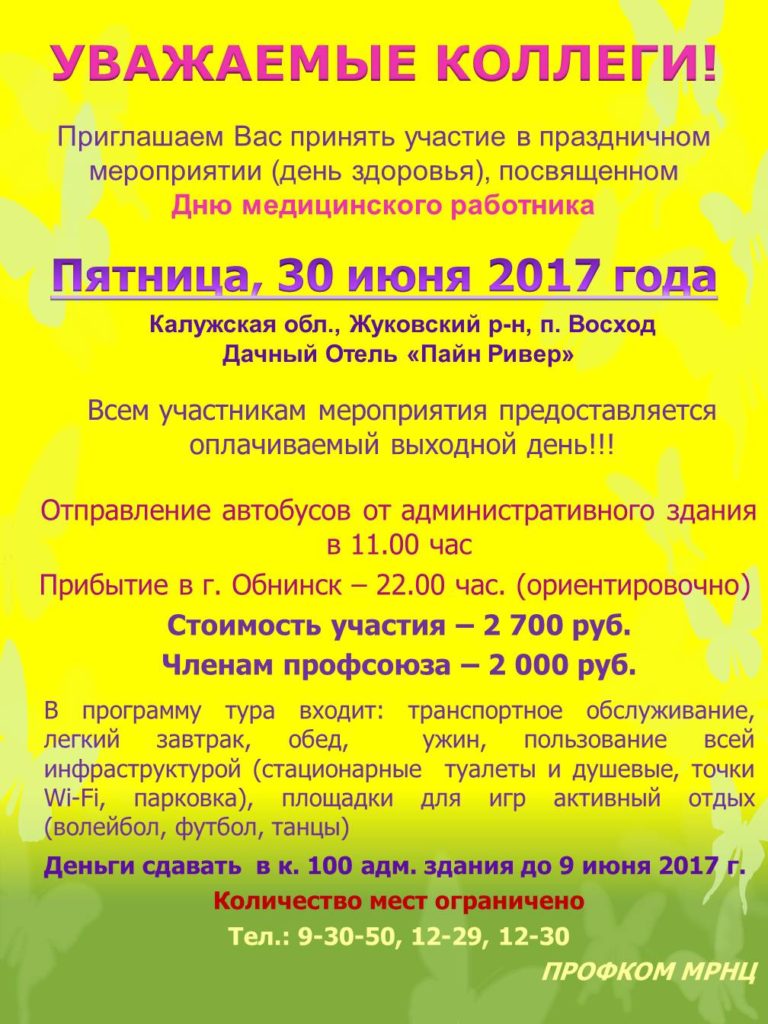 УВАЖАЕМЫЕ КОЛЛЕГИ!
Приглашаем Вас принять участие в праздничном
мероприятии (день здоровья), посвященном
Дню медицинского работника
Пятница, 30 июня 2017 года
Калужская обл., Жуковский р-н, п. Восход
Дачный Отель «Пайн Ривер»
Всем участникам мероприятия предоставляется
оплачиваемый выходной день!!!
Отправление автобусов от административного здания
в 11.00 час
Прибытие в г. Обнинск – 22.00 час. (ориентировочно)
Стоимость участия – 2 700 руб.
Членам профсоюза – 2 000 руб.
В программу тура входит: транспортное обслуживание,
легкий завтрак, обед, ужин, пользование всей
инфраструктурой (стационарные туалеты и душевые, точки
Wi-Fi, парковка), площадки для игр активный отдых
(волейбол, футбол, танцы)
Деньги сдавать в к. 100 адм. здания до 9 июня 2017 г.
Количество мест ограничено
Тел.: 9-30-50, 12-29, 12-30
ПРОФКОМ МРНЦ